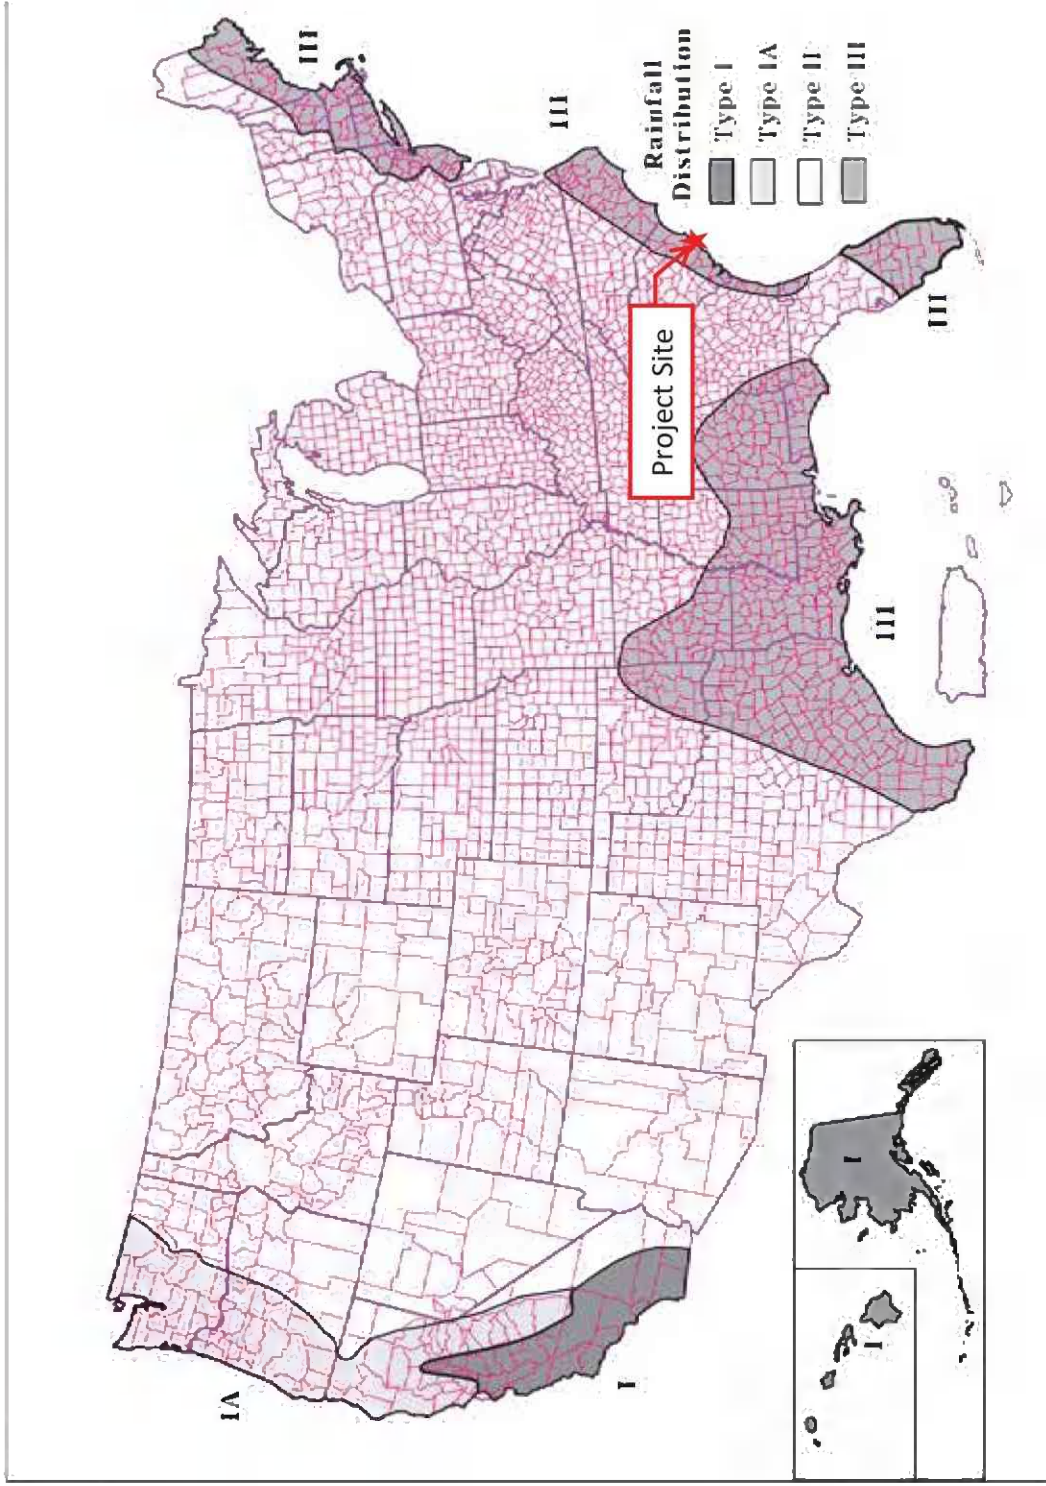 Rainfall
Distribution
Type I
Type IA
Type II
Type III
Project Site
III
III
III
III
IA
I
I
I